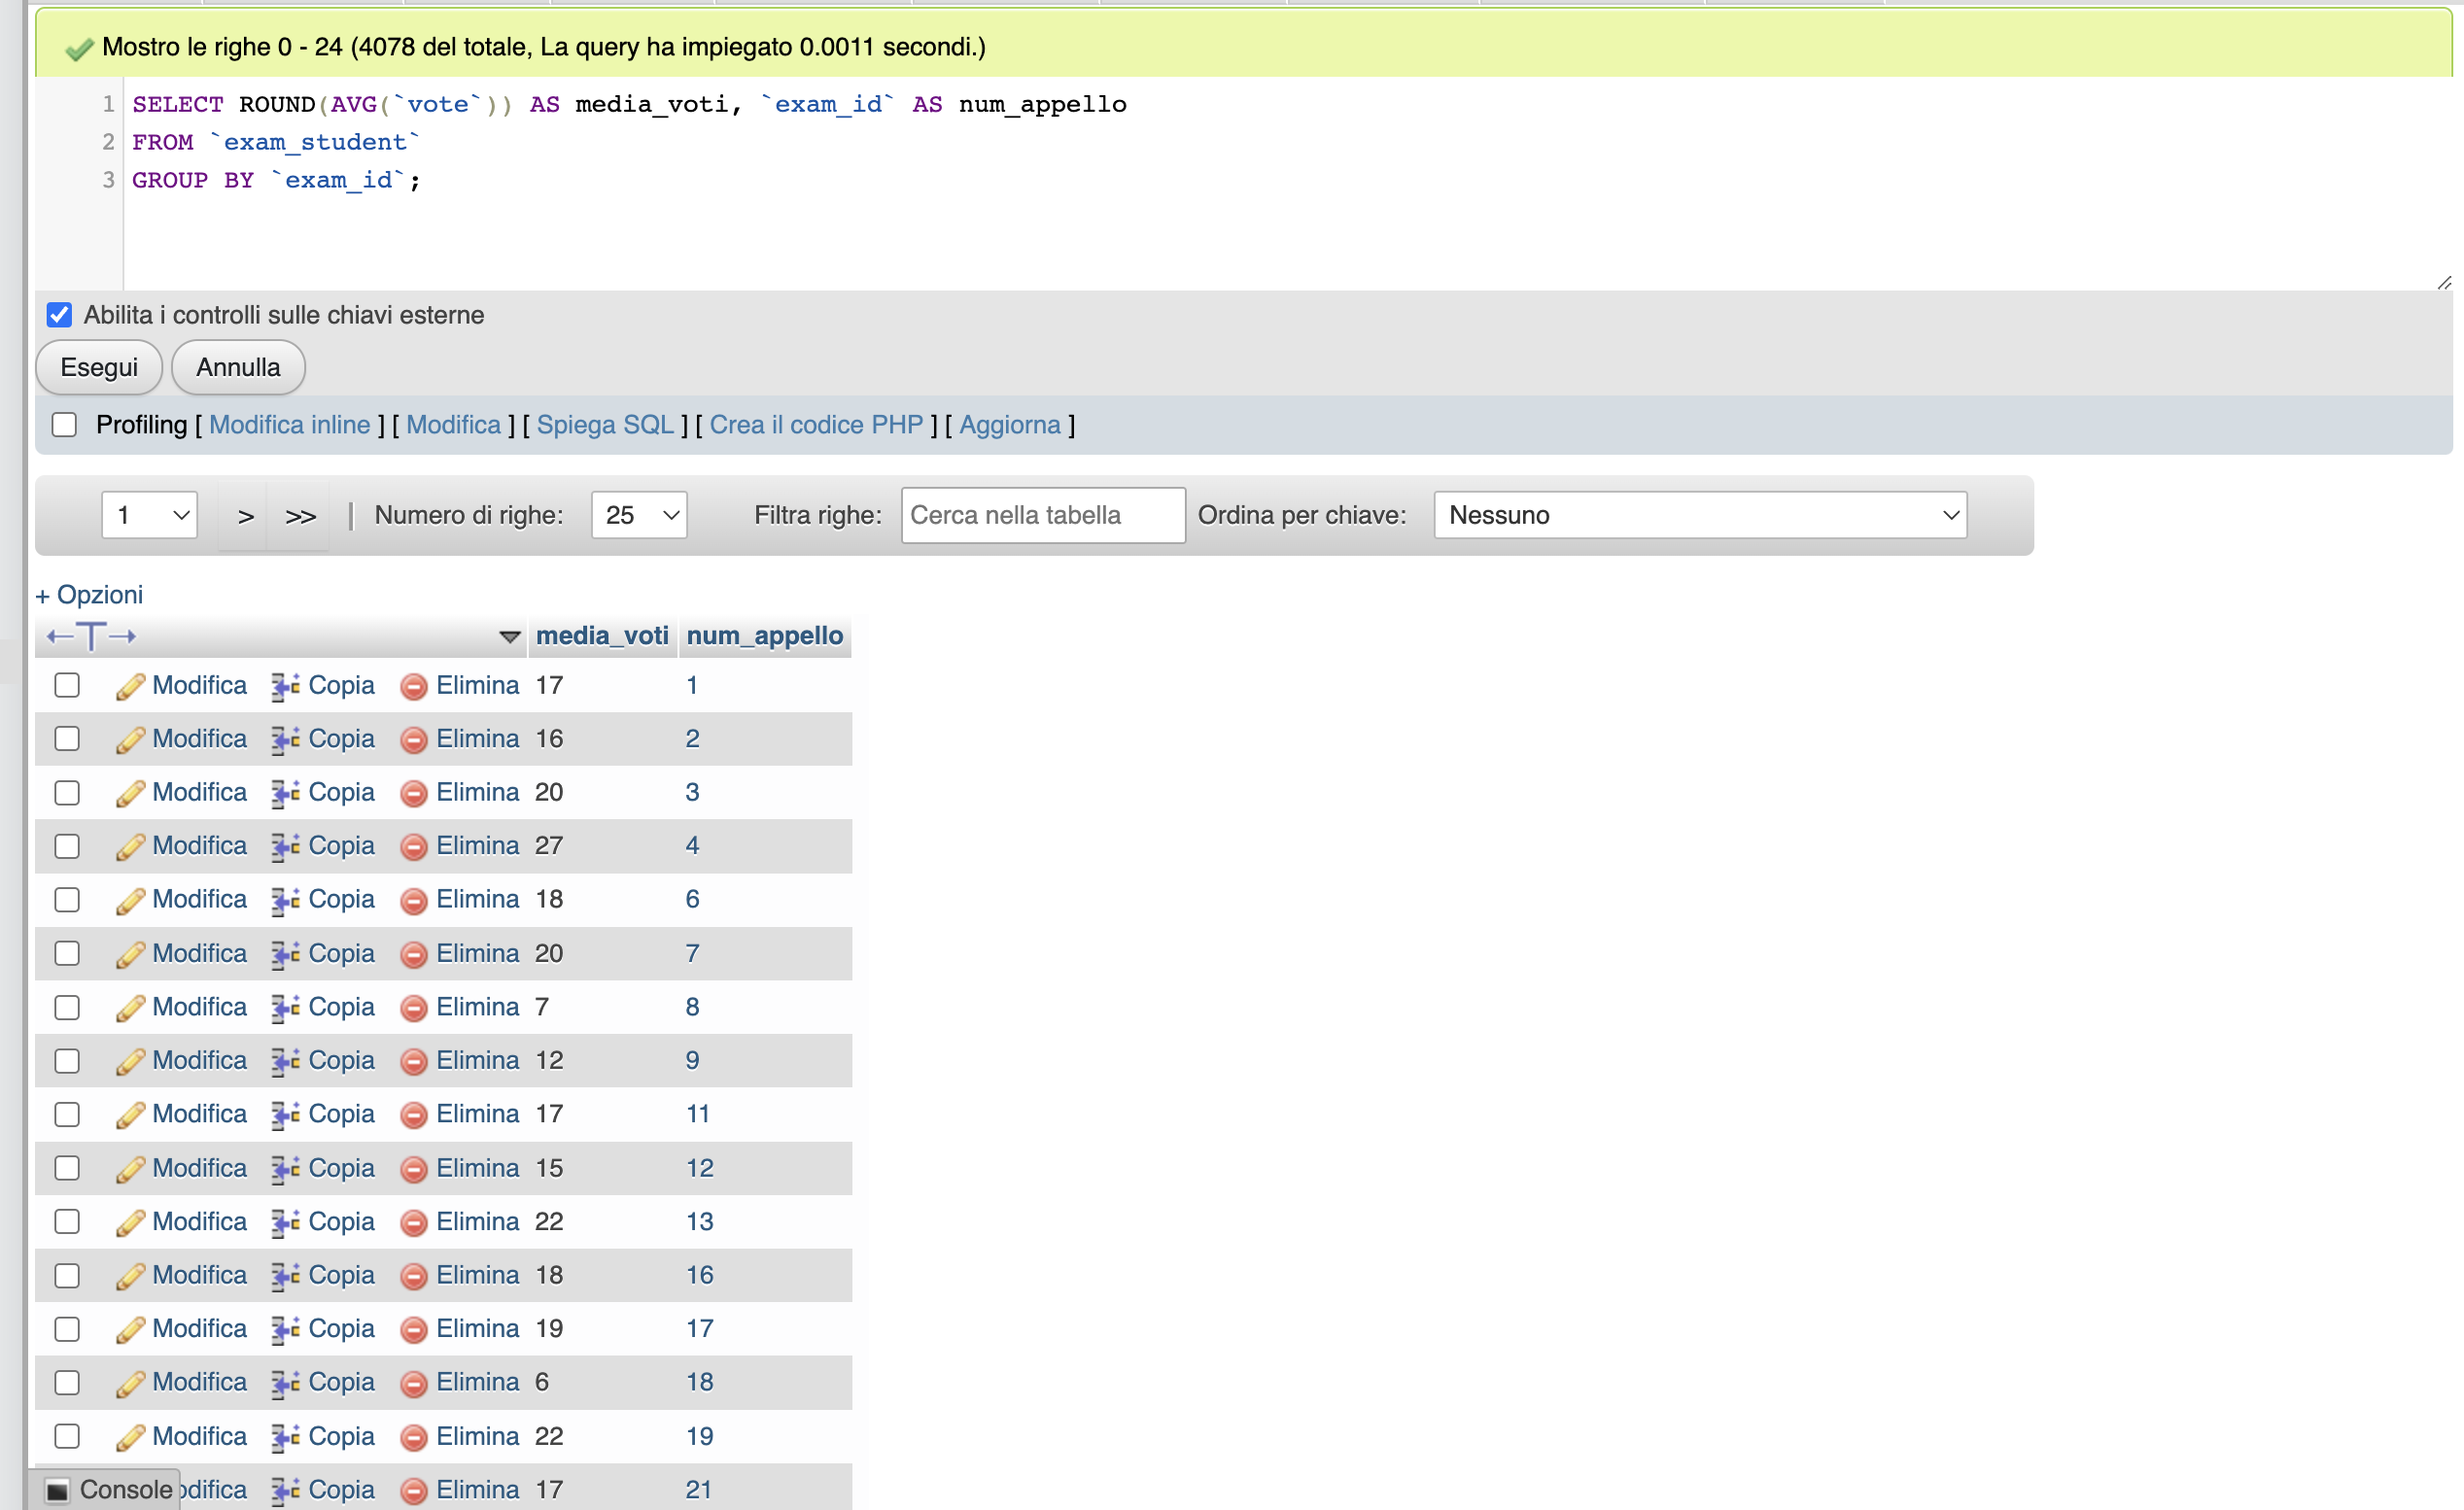 Mostro le righe 0 - 24 (4078 del totale, La query ha impiegato 0.0011 secondi.)
1 SELECT ROUND(AVG(`vote`)) AS media_voti, `exam_id` AS num_appello
2 FROM `exam_student`
3 GROUP BY `exam_id`;
Abilita i controlli sulle chiavi esterne
Esegui Annulla
Profiling [ Modifica inline ] [ Modifica ] [ Spiega SQL ] [ Crea il codice PHP ] [ Aggiorna ]
1 > >> | Numero di righe: 25 Filtra righe: Cerca nella tabella Ordina per chiave: Nessuno
+ Opzioni
←T→ media_voti num_appello
Modifica Copia Elimina 17 1
Modifica Copia Elimina 16 2
Modifica Copia Elimina 20 3
Modifica Copia Elimina 27 4
Modifica Copia Elimina 18 6
Modifica Copia Elimina 20 7
Modifica Copia Elimina 7 8
Modifica Copia Elimina 12 9
Modifica Copia Elimina 17 11
Modifica Copia Elimina 15 12
Modifica Copia Elimina 22 13
Modifica Copia Elimina 18 16
Modifica Copia Elimina 19 17
Modifica Copia Elimina 6 18
Modifica Copia Elimina 22 19
Console odifica Copia Elimina 17 21